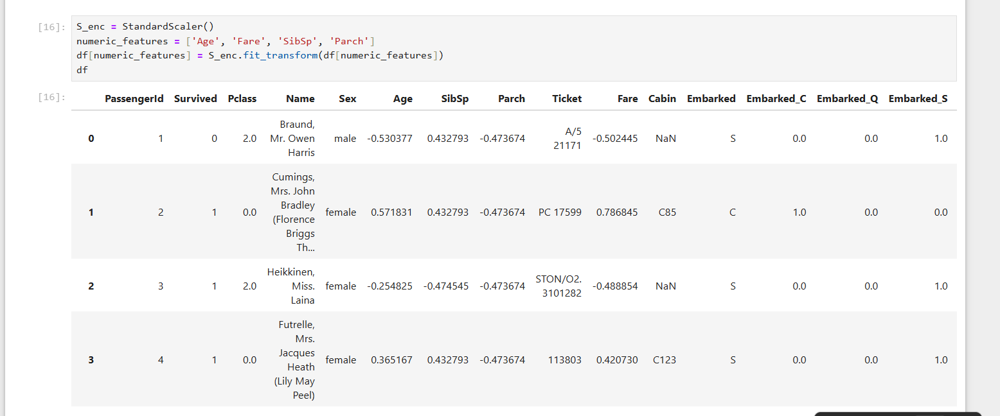 [16]: S_enc = StandardScaler()
numeric_features = ['Age', 'Fare', 'SibSp', 'Parch']
df[numeric_features] = S_enc.fit_transform(df[numeric_features])
df
[16]: PassengerId Survived Pclass Name Sex Age SibSp Parch Ticket Fare Cabin Embarked Embarked_C Embarked_Q Embarked_S
0 1 0 2.0 Braund, Mr. Owen Harris male -0.530377 0.432793 -0.473674 A/5 21171 -0.502445 NaN S 0.0 0.0 1.0
1 2 1 0.0 Cumings, Mrs. John Bradley (Florence Briggs Th... female 0.571831 0.432793 -0.473674 PC 17599 0.786845 C85 C 1.0 0.0 0.0
2 3 1 2.0 Heikkinen, Miss. Laina female -0.254825 -0.474545 -0.473674 STON/O2. 3101282 -0.488854 NaN S 0.0 0.0 1.0
3 4 1 0.0 Futrelle, Mrs. Jacques Heath (Lily May Peel) female 0.365167 0.432793 -0.473674 113803 0.420730 C123 S 0.0 0.0 1.0